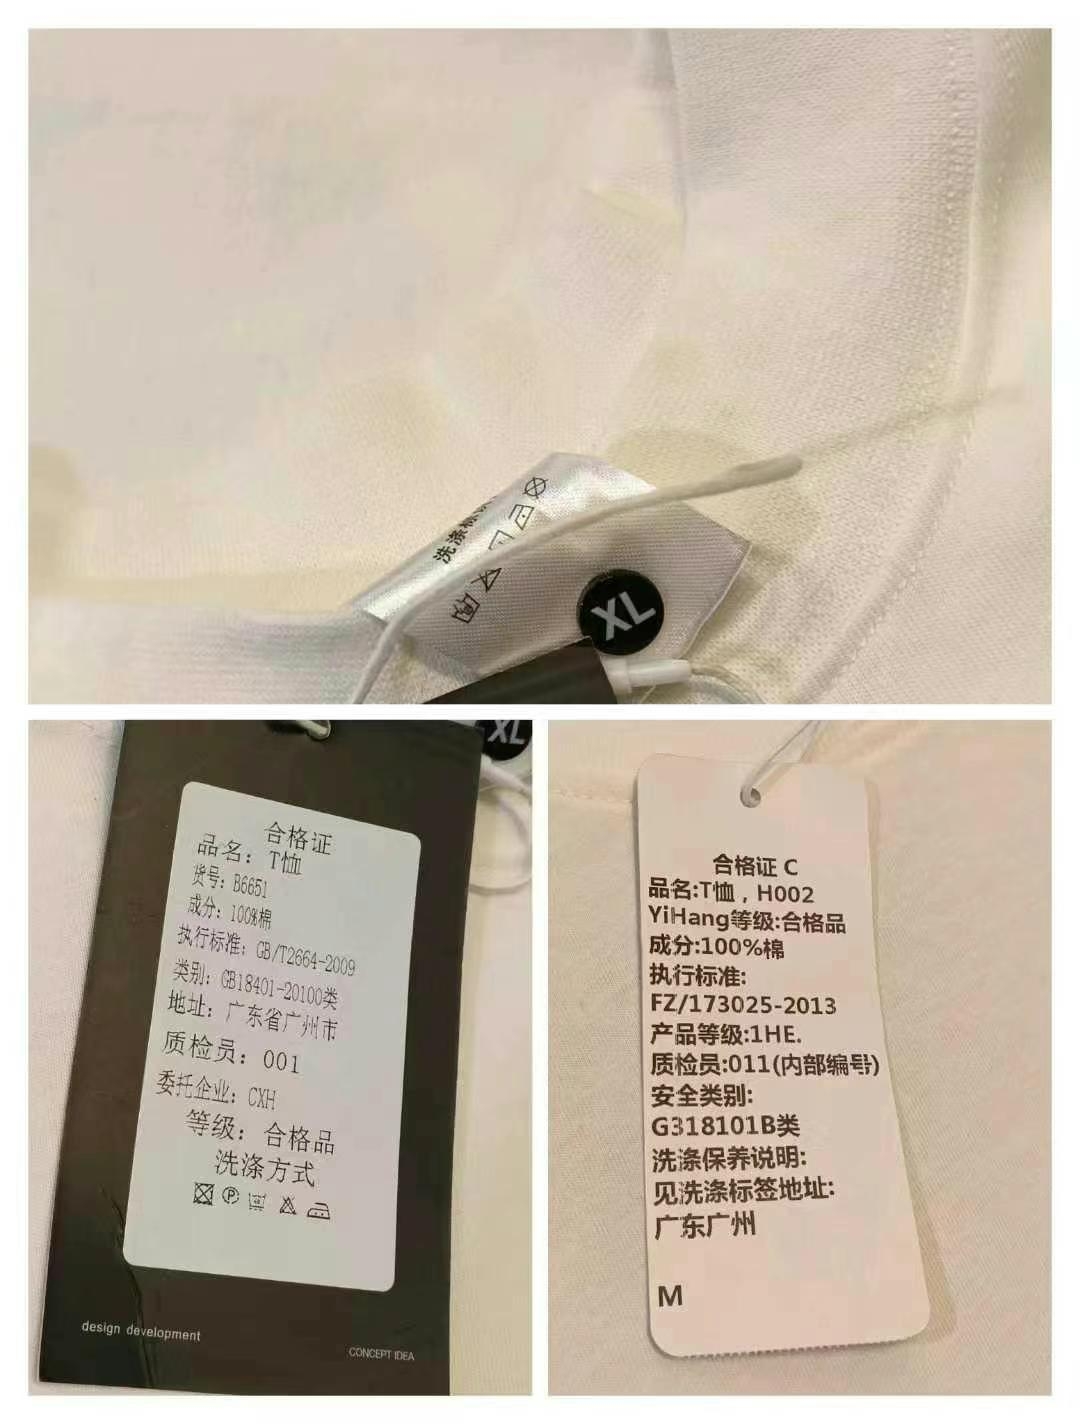 洗涤标
XL
XL
合格证
品名：T恤
货号：B6651
成分：100%棉
执行标准：GB/T2664-2009
类别：GB18401-20100类
地址：广东省广州市
质检员：001
委托企业：CXH
等级：合格品
洗涤方式
design development
CONCEPT IDEA
合格证 C
品名:T恤，H002
YiHang等级:合格品
成分:100%棉
执行标准:
FZ/173025-2013
产品等级:1HE.
质检员:011(内部编号)
安全类别:
G318101B类
洗涤保养说明:
见洗涤标签地址:
广东广州
M